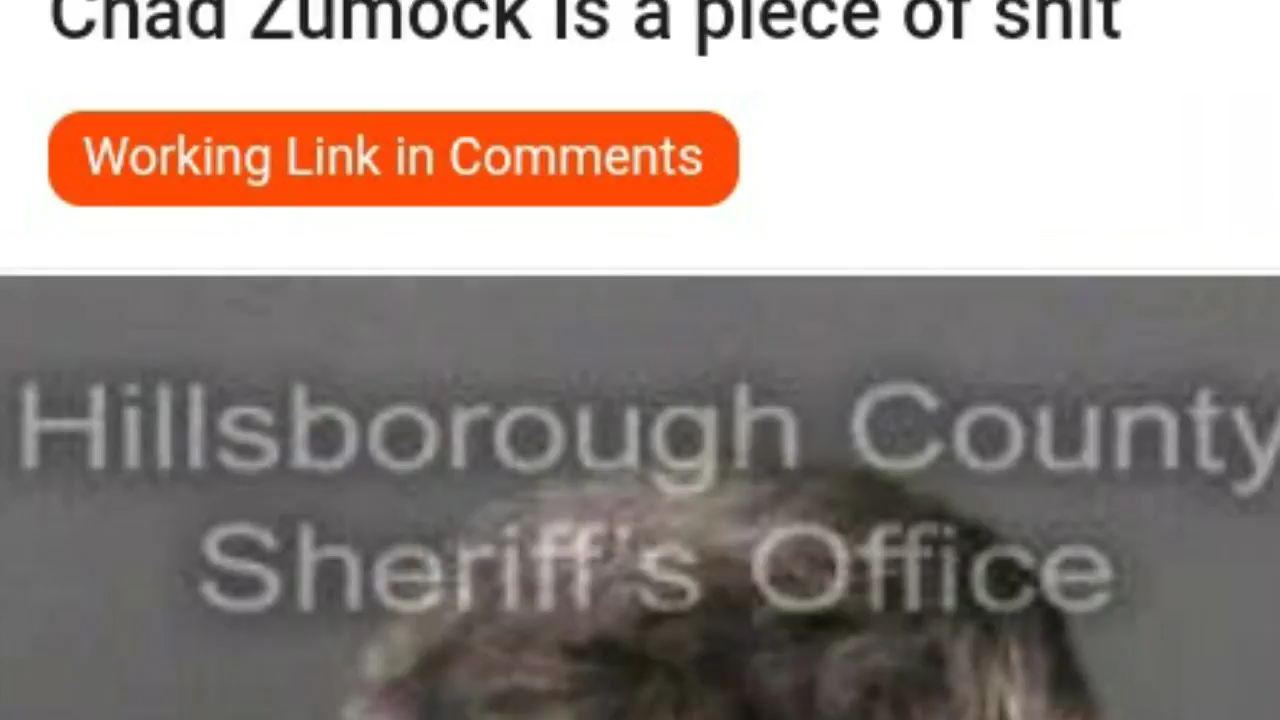 Chad Zumock is a piece of shit
Working Link in Comments
Hillsborough County
Sheriff's Office